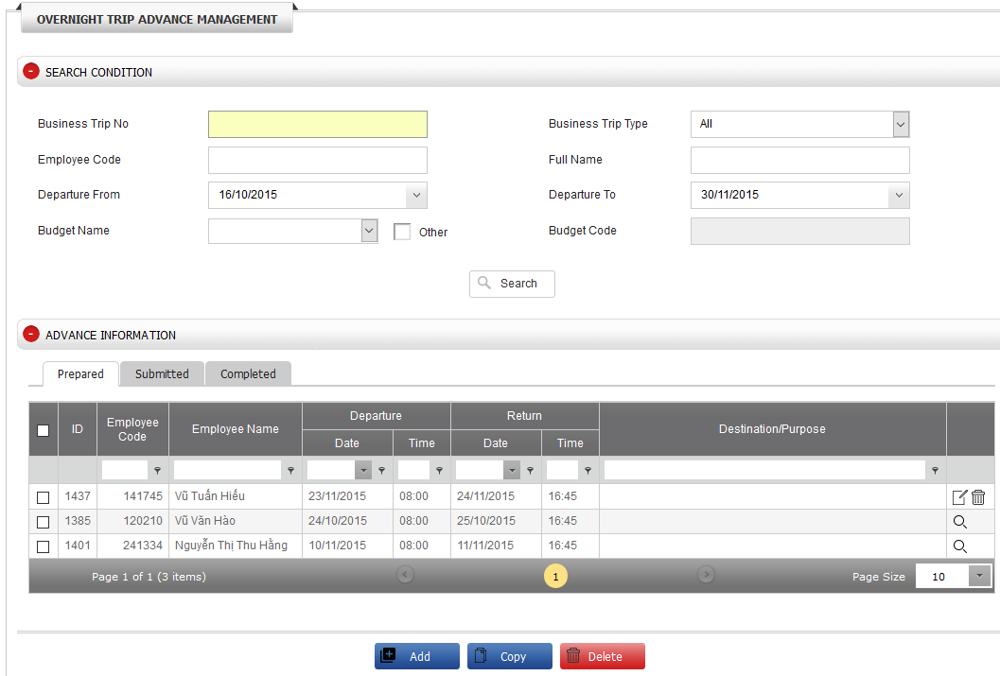 OVERNIGHT TRIP ADVANCE MANAGEMENT
SEARCH CONDITION
Business Trip No
Business Trip Type All
Employee Code
Full Name
Departure From 16/10/2015
Departure To 30/11/2015
Budget Name Other
Budget Code
Search
ADVANCE INFORMATION
Prepared Submitted Completed
ID Employee Code Employee Name Departure Return Destination/Purpose
Date Time Date Time
1437 141745 Vũ Tuấn Hiếu 23/11/2015 08:00 24/11/2015 16:45
1385 120210 Vũ Văn Hào 24/10/2015 08:00 25/10/2015 16:45
1401 241334 Nguyễn Thị Thu Hằng 10/11/2015 08:00 11/11/2015 16:45
Page 1 of 1 (3 items) 1 Page Size 10
Add Copy Delete